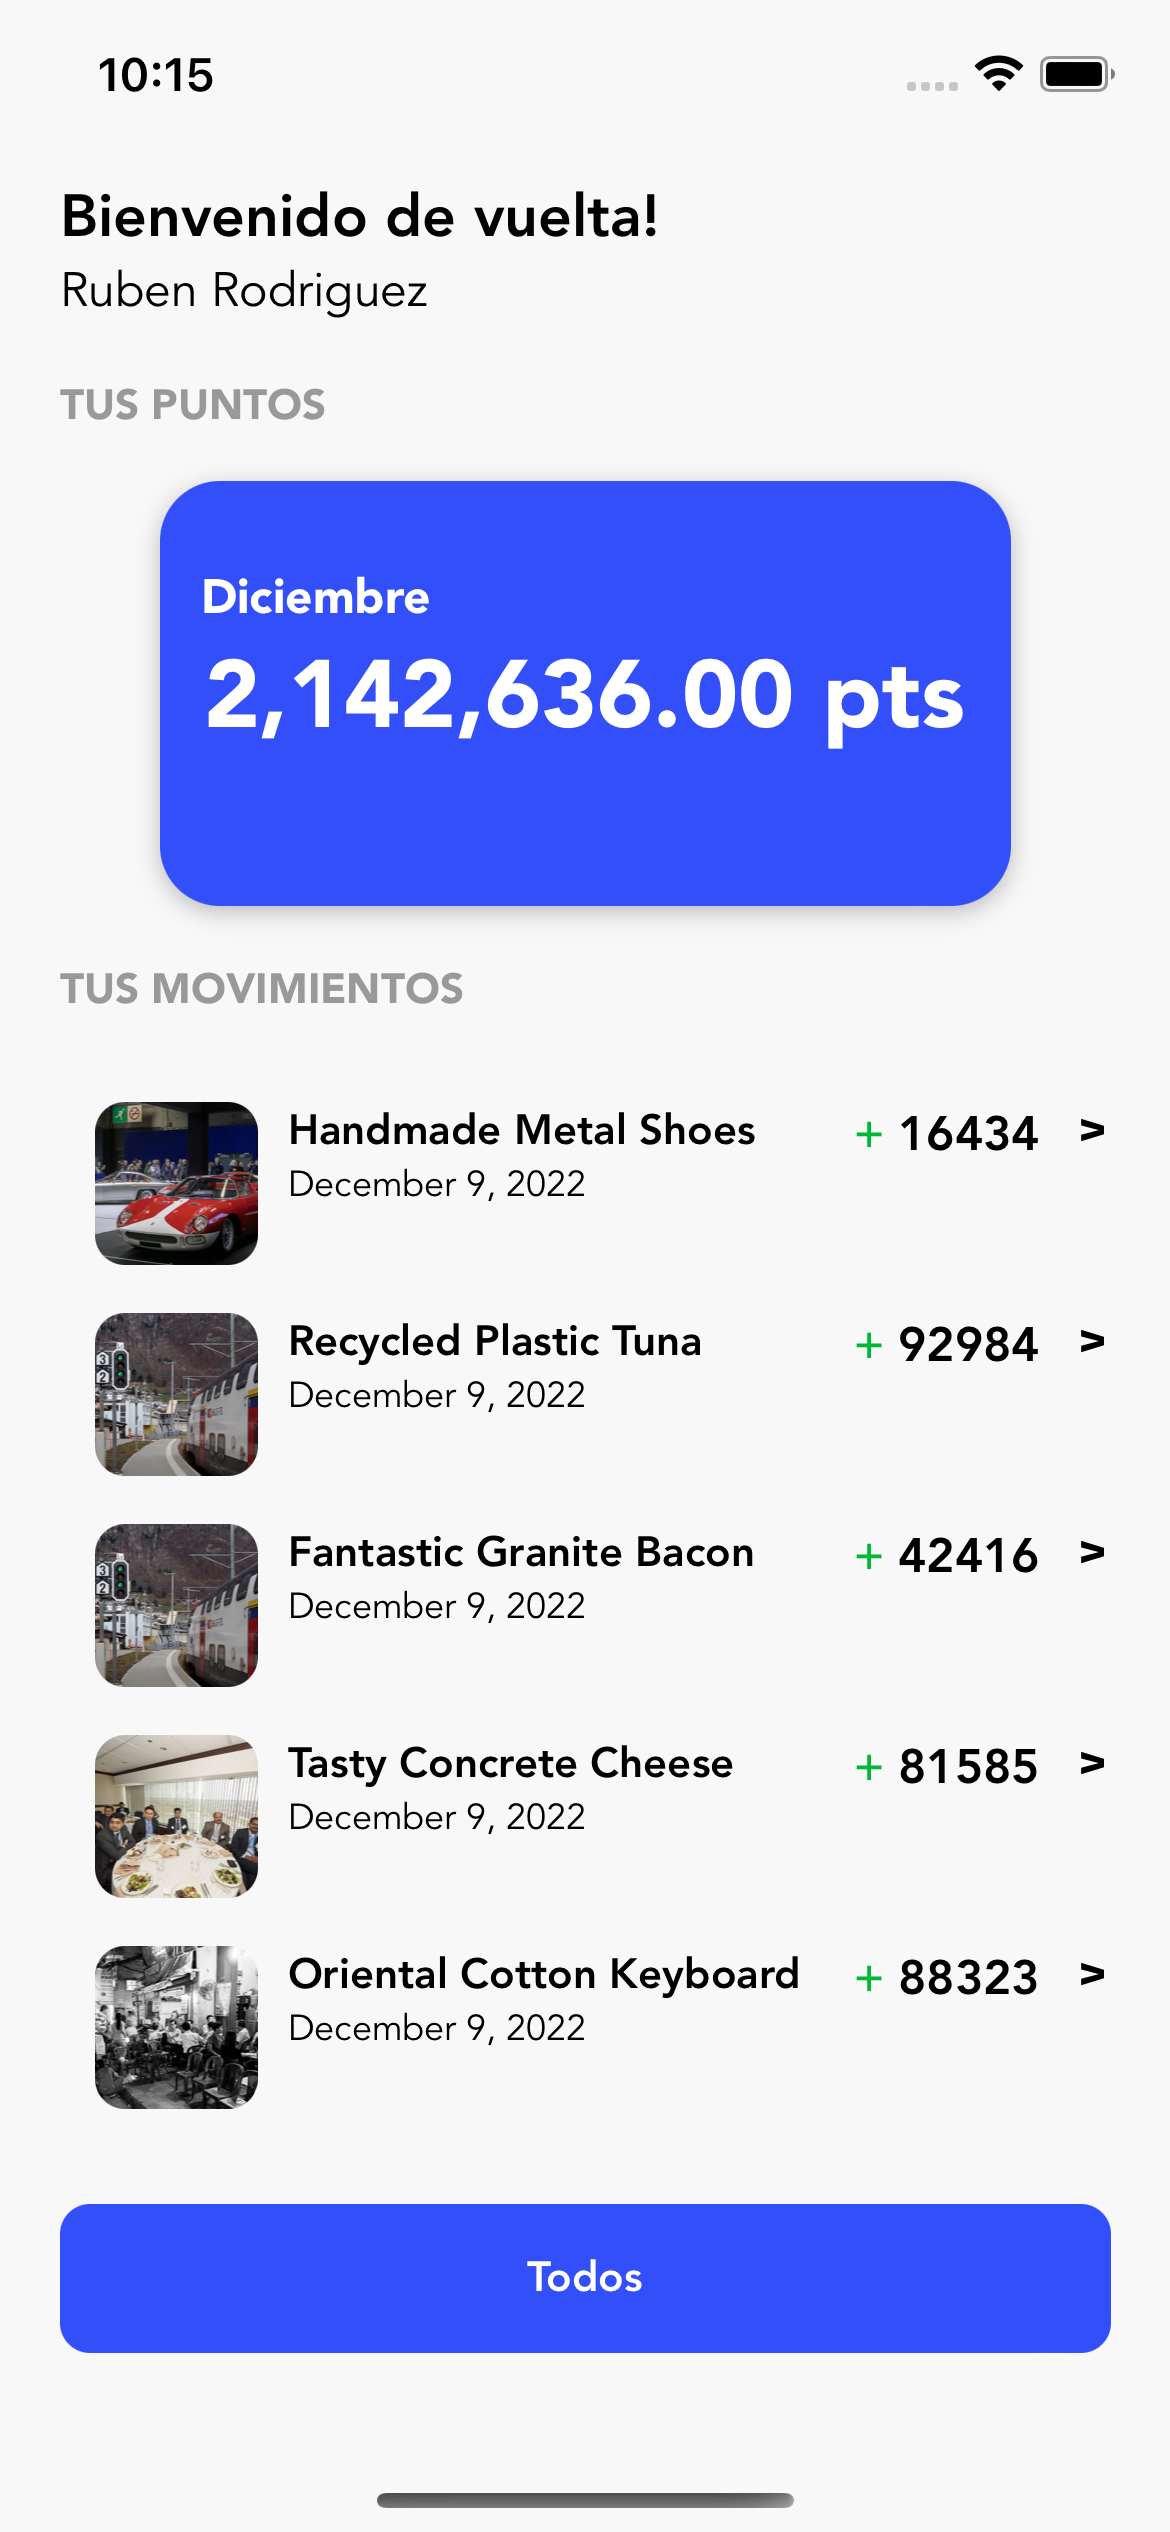 10:15
Bienvenido de vuelta!
Ruben Rodriguez
TUS PUNTOS
Diciembre
2,142,636.00 pts
TUS MOVIMIENTOS
Handmade Metal Shoes + 16434 >
December 9, 2022
Recycled Plastic Tuna + 92984 >
December 9, 2022
Fantastic Granite Bacon + 42416 >
December 9, 2022
Tasty Concrete Cheese + 81585 >
December 9, 2022
Oriental Cotton Keyboard + 88323 >
December 9, 2022
Todos